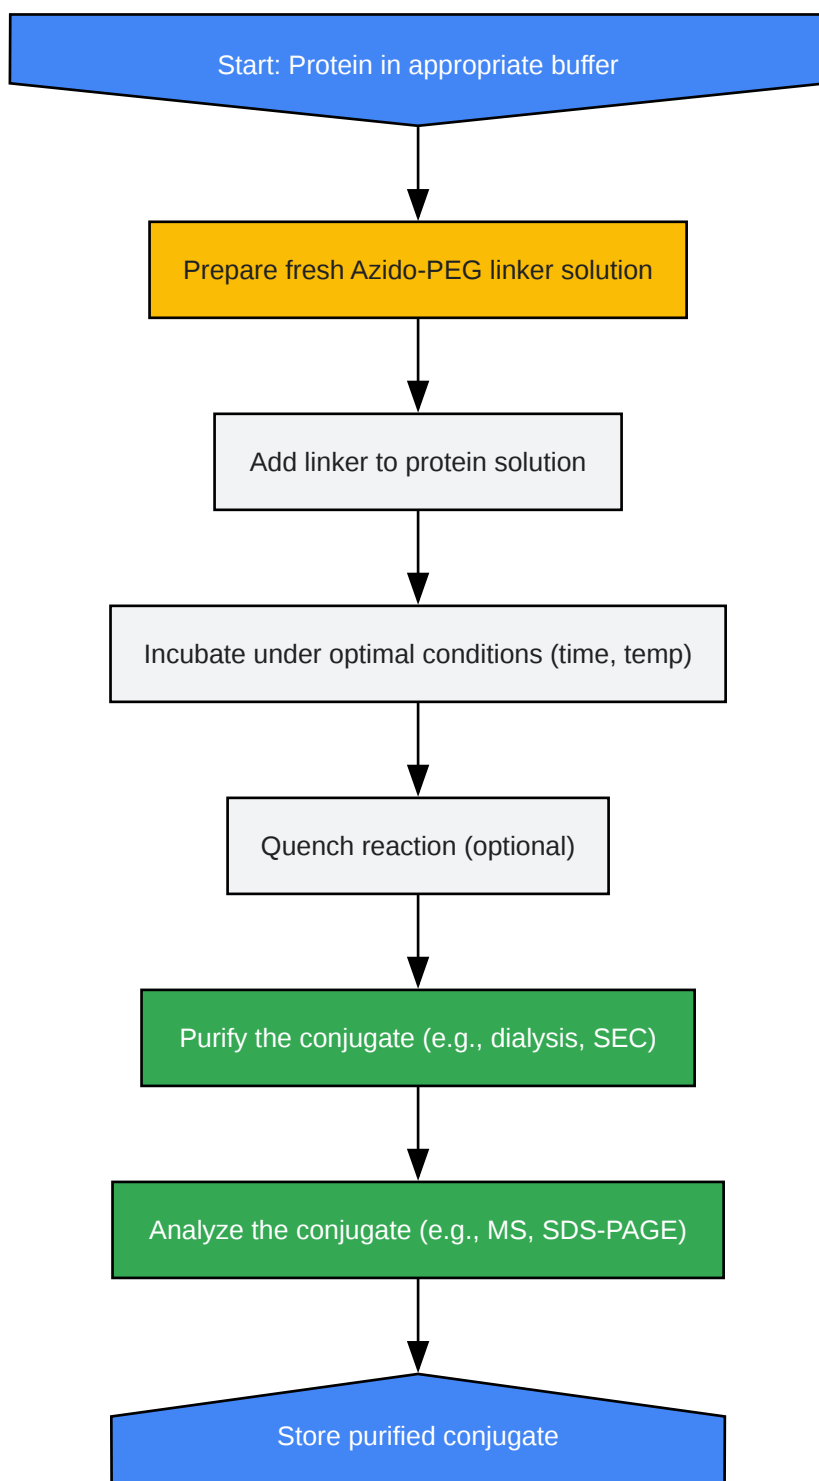 Start: Protein in appropriate buffer
Prepare fresh Azido-PEG linker solution
Add linker to protein solution
Incubate under optimal conditions (time, temp)
Quench reaction (optional)
Purify the conjugate (e.g., dialysis, SEC)
Analyze the conjugate (e.g., MS, SDS-PAGE)
Store purified conjugate